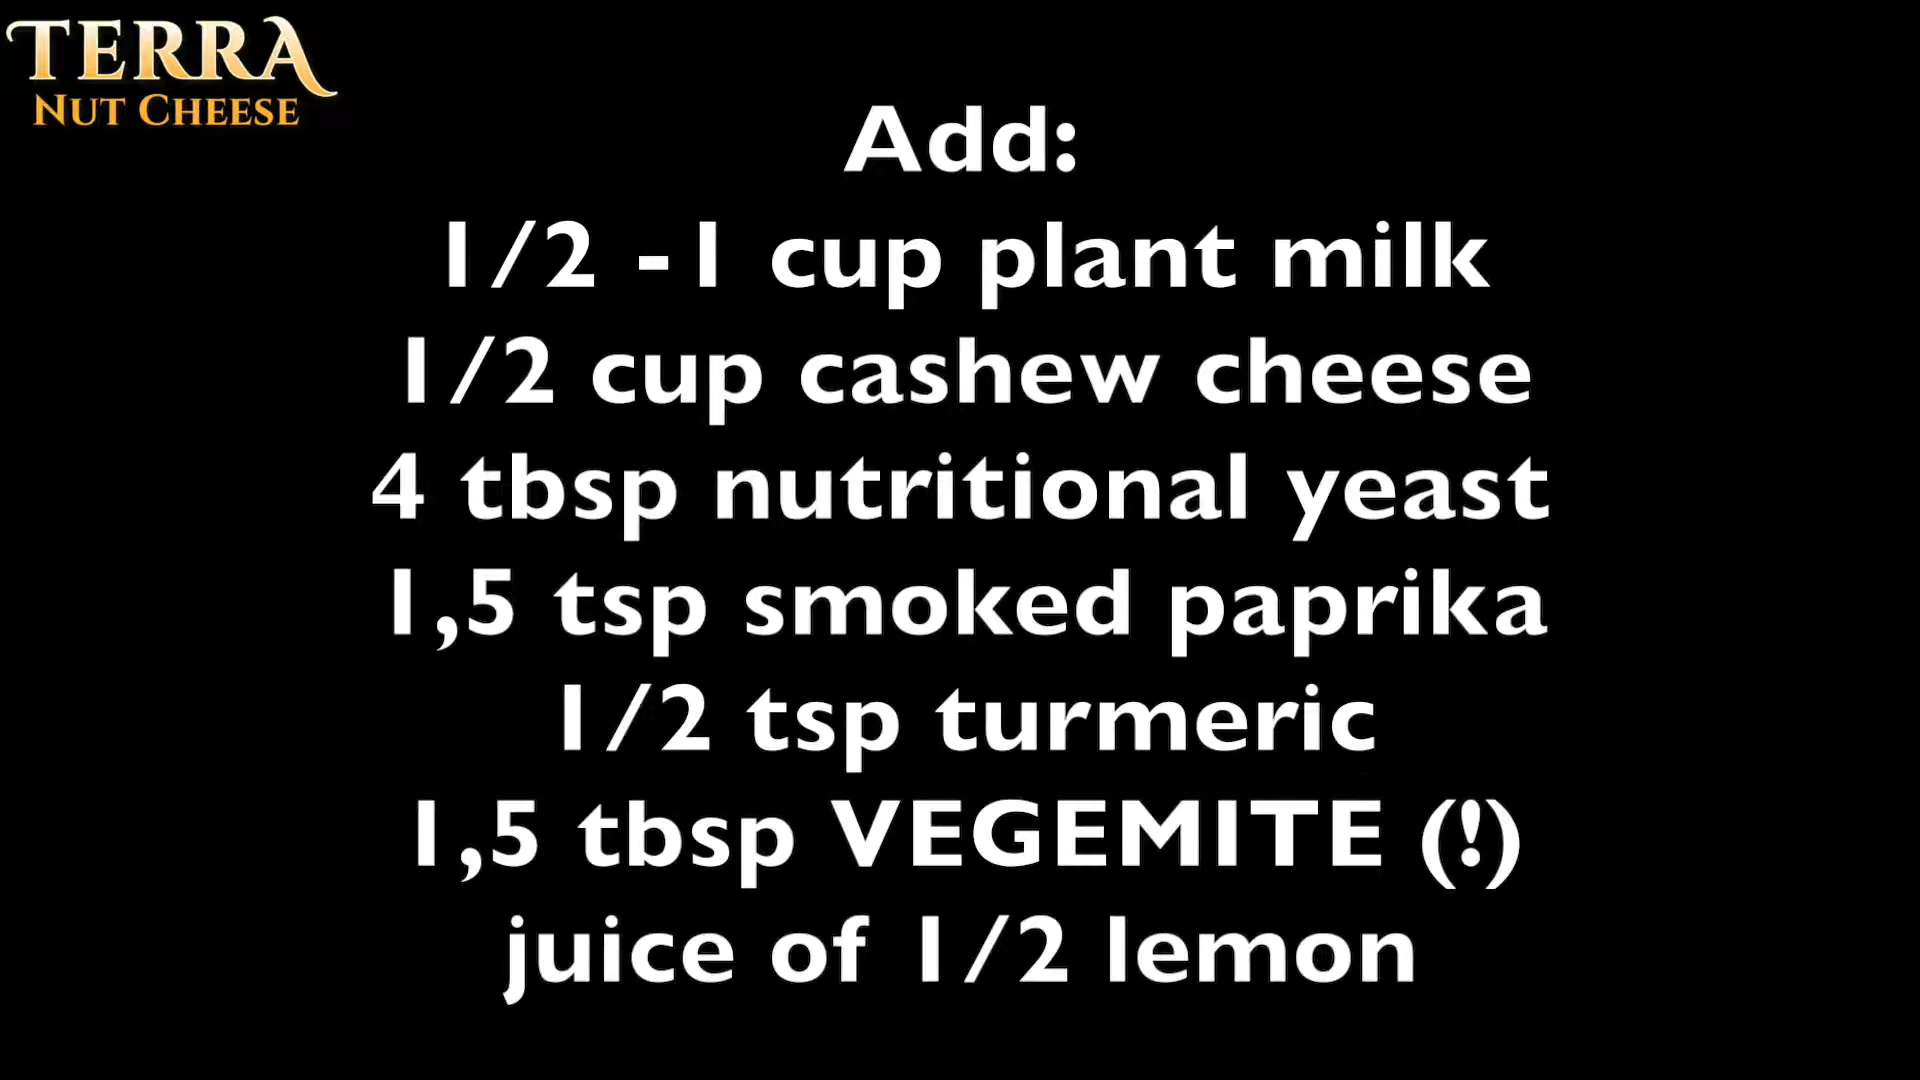 TERRA
NUT CHEESE
Add:
1/2 -1 cup plant milk
1/2 cup cashew cheese
4 tbsp nutritional yeast
1,5 tsp smoked paprika
1/2 tsp turmeric
1,5 tbsp VEGEMITE (!)
juice of 1/2 lemon